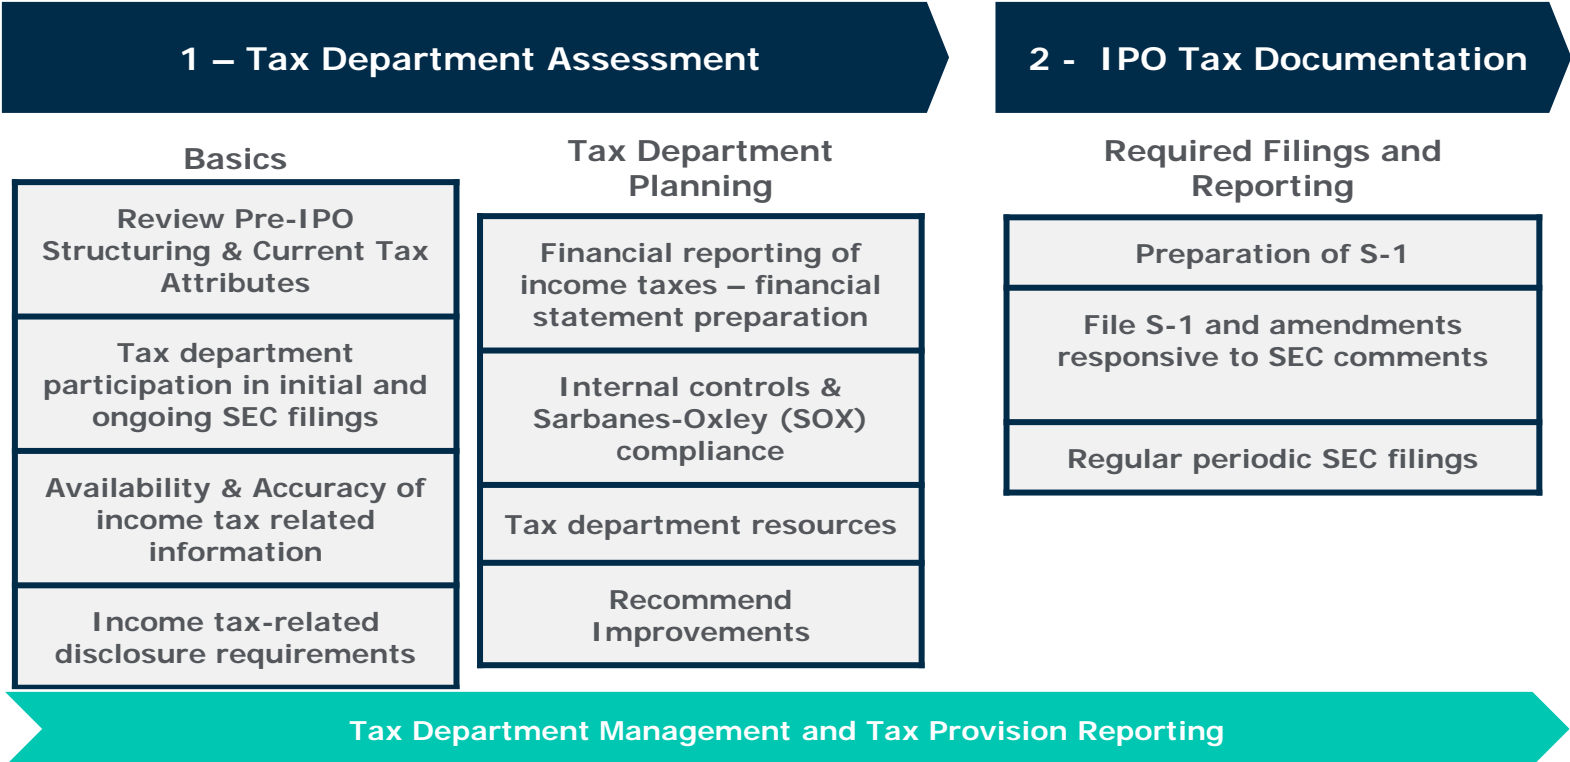 1 – Tax Department Assessment
2 - IPO Tax Documentation
Basics
Review Pre-IPO
Structuring & Current Tax
Attributes
Tax department
participation in initial and
ongoing SEC filings
Availability & Accuracy of
income tax related
information
Income tax-related
disclosure requirements
Tax Department
Planning
Financial reporting of
income taxes – financial
statement preparation
Internal controls &
Sarbanes-Oxley (SOX)
compliance
Tax department resources
Recommend
Improvements
Required Filings and
Reporting
Preparation of S-1
File S-1 and amendments
responsive to SEC comments
Regular periodic SEC filings
Tax Department Management and Tax Provision Reporting